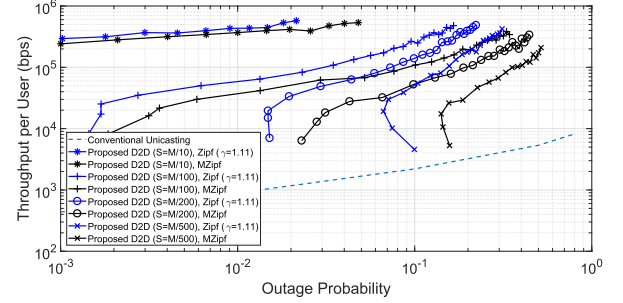 10^6
10^5
10^4
10^3
10^2
Throughput per User (bps)
Conventional Unicasting
Proposed D2D (S=M/10), Zipf (γ=1.11)
Proposed D2D (S=M/10), MZipf
Proposed D2D (S=M/100), Zipf (γ=1.11)
Proposed D2D (S=M/100), MZipf
Proposed D2D (S=M/200), Zipf (γ=1.11)
Proposed D2D (S=M/200), MZipf
Proposed D2D (S=M/500), Zipf (γ=1.11)
Proposed D2D (S=M/500), MZipf
10^-3 10^-2 10^-1 10^0
Outage Probability